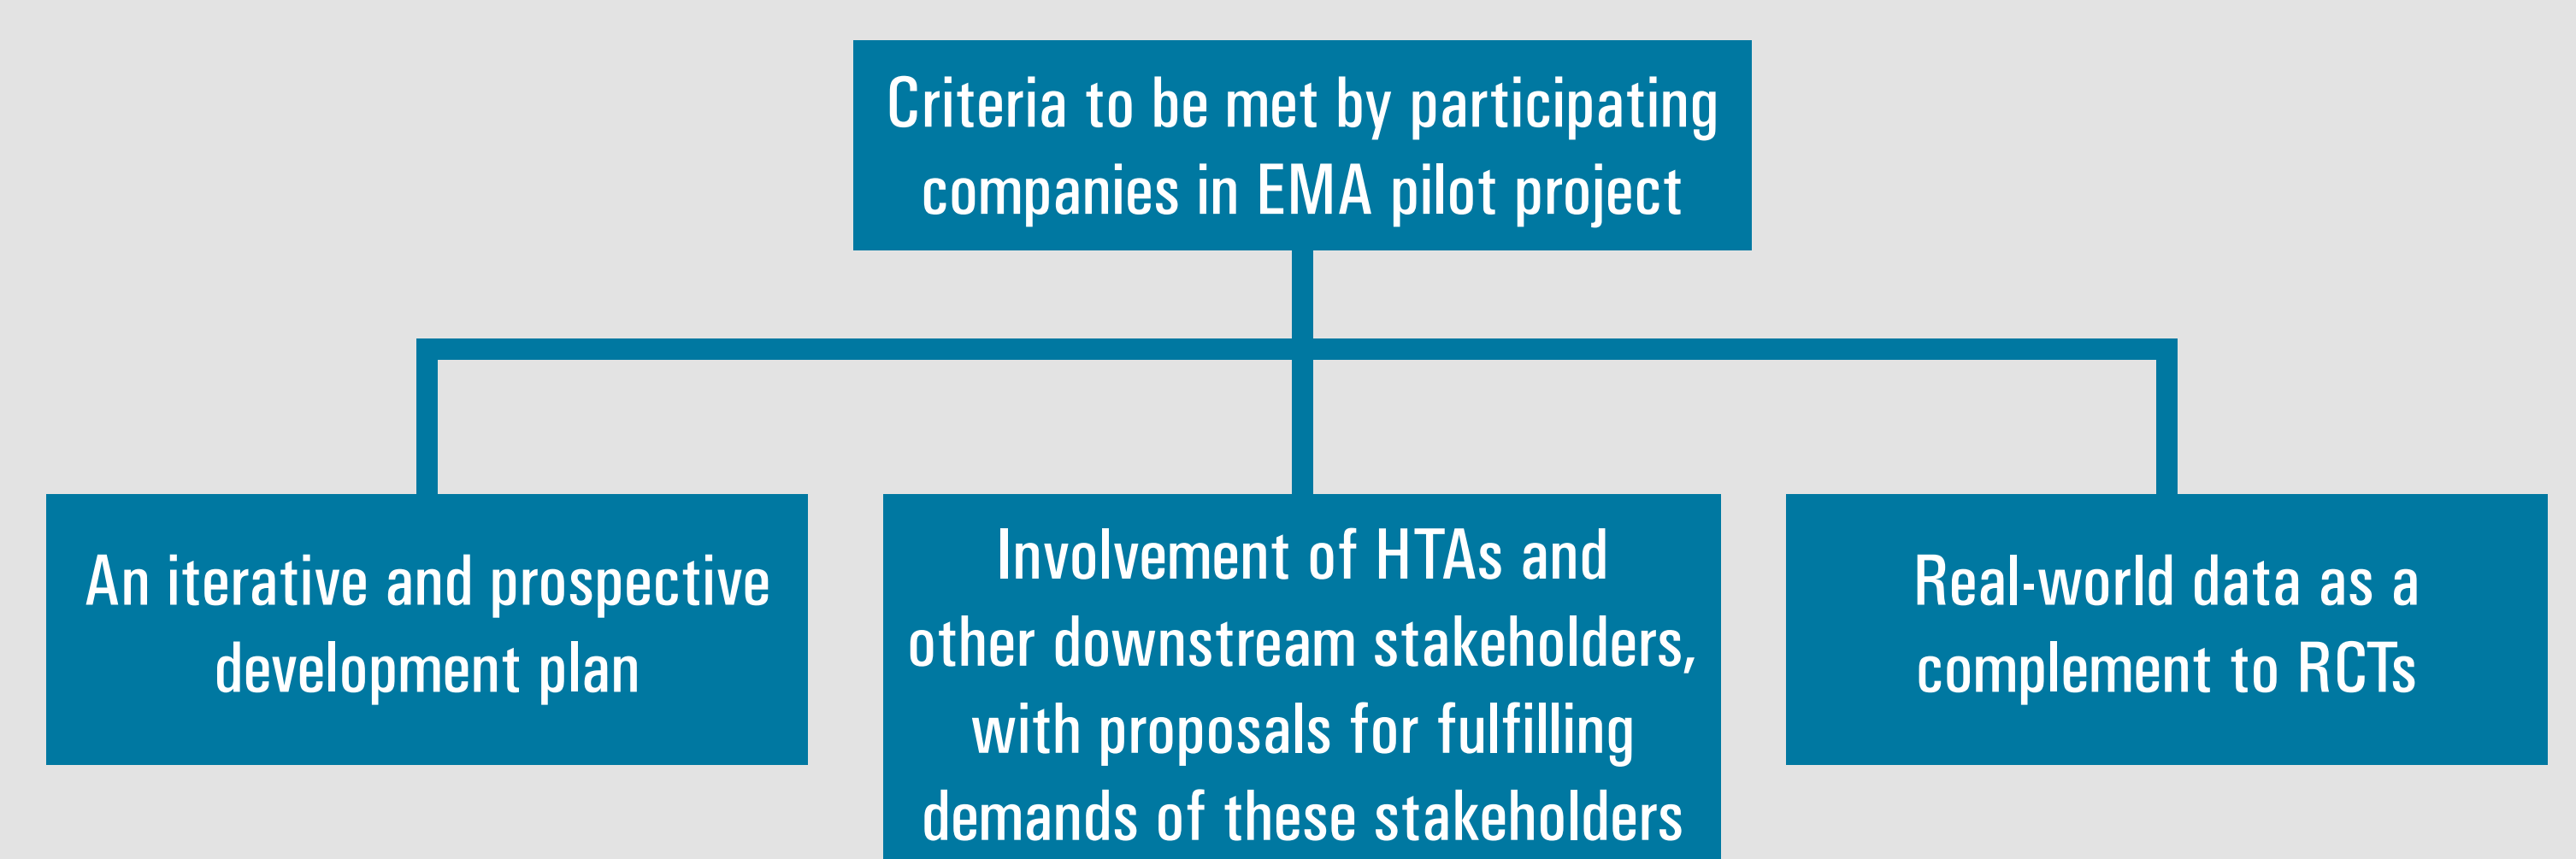 Criteria to be met by participating
companies in EMA pilot project
An iterative and prospective
development plan
Involvement of HTAs and
other downstream stakeholders,
with proposals for fulfilling
demands of these stakeholders
Real-world data as a
complement to RCTs